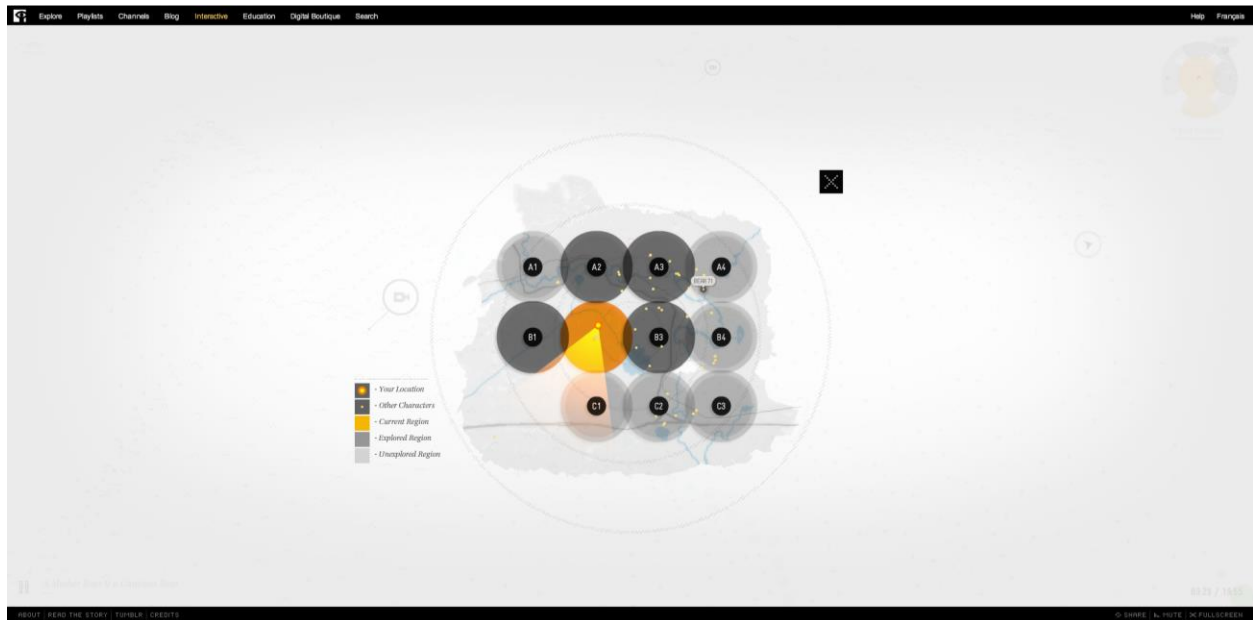 Explore Playlists Channels Blog Interactive Education Digital Boutique Search Help Français
A1 A2 A3 A4
B1 B3 B4
- Your Location
- Other Characters
- Current Region
- Explored Region
- Unexplored Region
C1 C2 C3
ABOUT | READ THE STORY | TUMBLR | CREDITS
SHARE | MUTE | FULLSCREEN